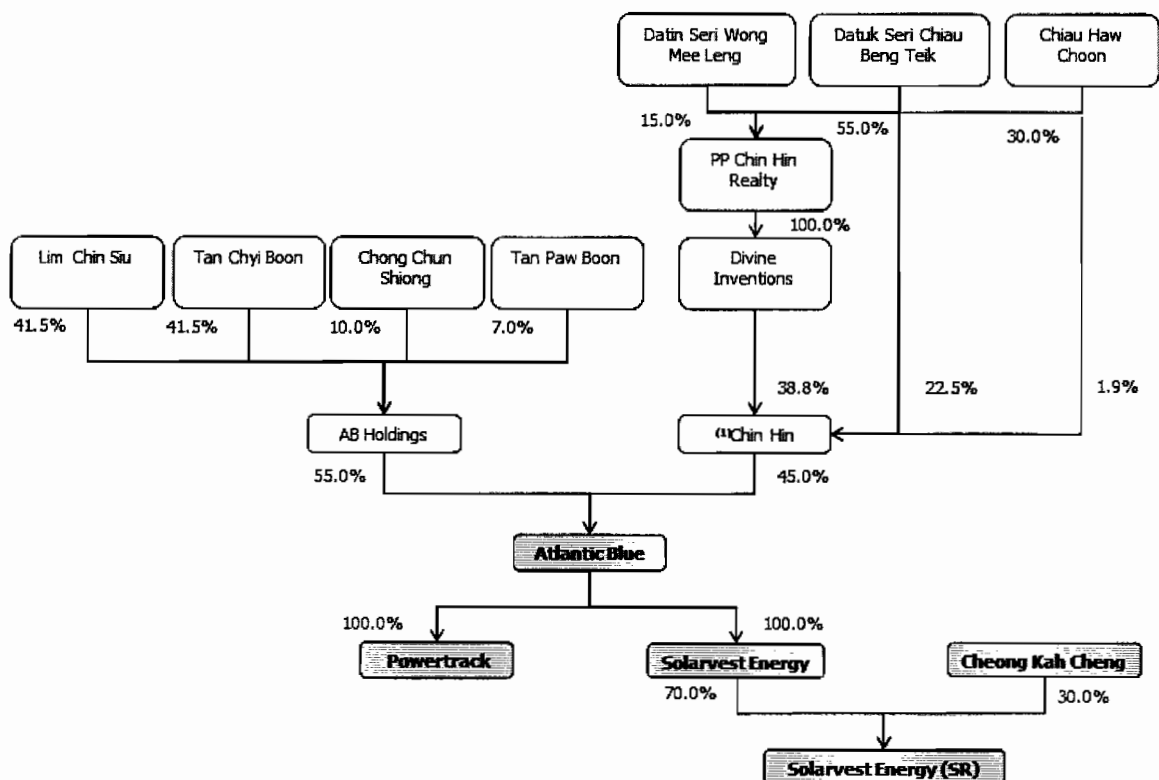 Datin Seri Wong
Mee Leng
Datuk Seri Chiau
Beng Teik
Chiau Haw
Choon
15.0%
55.0%
30.0%
PP Chin Hin
Realty
100.0%
Lim Chin Siu
Tan Chyi Boon
Chong Chun
Shiong
Tan Paw Boon
Divine
Inventions
41.5%
41.5%
10.0%
7.0%
38.8%
22.5%
1.9%
AB Holdings
(1)Chin Hin
55.0%
45.0%
Atlantic Blue
100.0%
100.0%
Powertrack
Solarvest Energy
Cheong Kah Cheng
70.0%
30.0%
Solarvest Energy (SR)